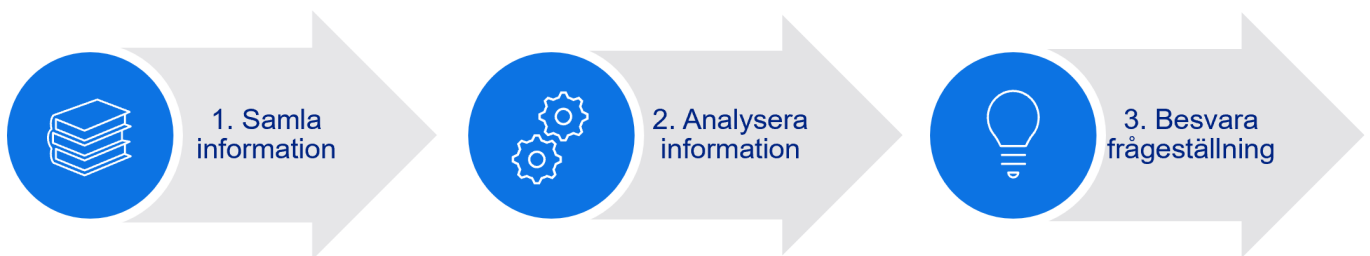 1. Samla
information
2. Analysera
information
3. Besvara
frågeställning